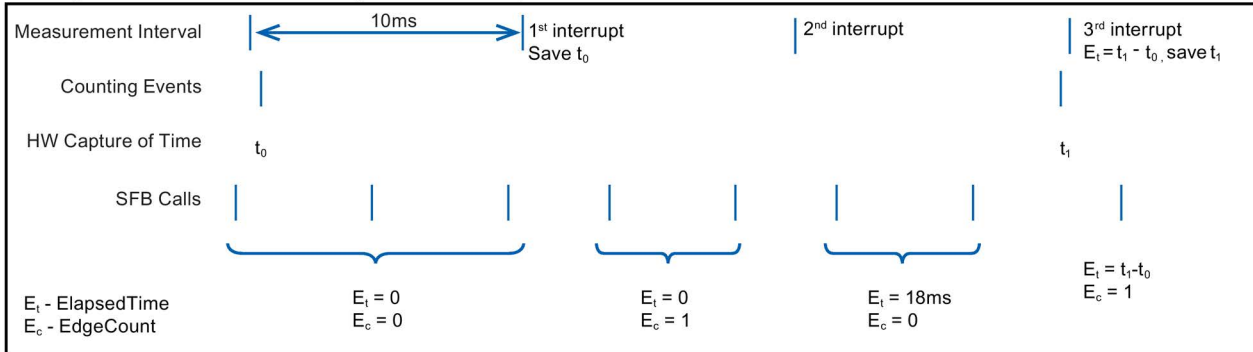 Measurement Interval
10ms
1st interrupt
Save t0
2nd interrupt
3rd interrupt
Et = t1 - t0 , save t1
Counting Events
HW Capture of Time
t0
t1
SFB Calls
Et - ElapsedTime
Ec - EdgeCount
Et = 0
Ec = 0
Et = 0
Ec = 1
Et = 18ms
Ec = 0
Et = t1-t0
Ec = 1